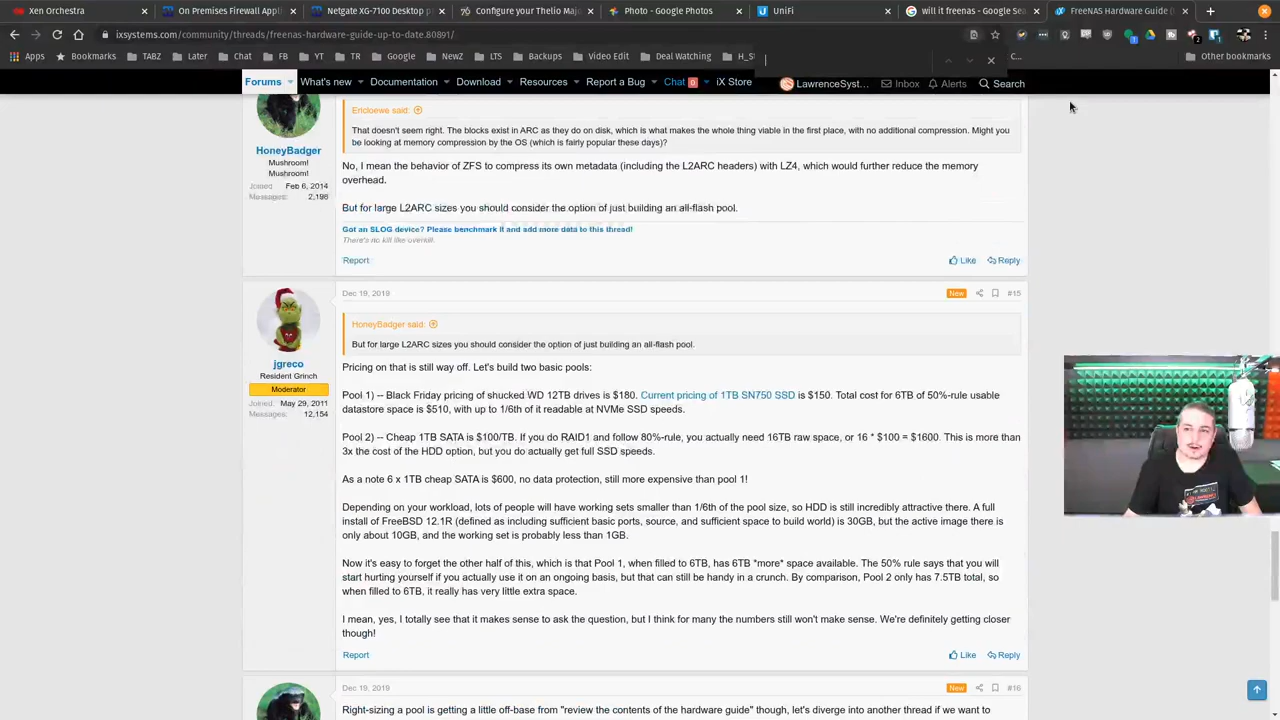 Xen Orchestra
On Premises Firewall Appl
Netgate XG-7100 Desktop p
Configure your Thelio Majo
Photo - Google Photos
UniFi
will it freenas - Google Sea
FreeNAS Hardware Guide (
ixsystems.com/community/threads/freenas-hardware-guide-up-to-date.80891/
Apps
Bookmarks
TABZ
Later
Chat
FB
YT
TR
Google
NewZ
LTS
Backups
Video Edit
Deal Watching
H_S
C...
Other bookmarks
Forums
What's new
Documentation
Download
Resources
Report a Bug
Chat 6
iX Store
LawrenceSyst...
Inbox
Alerts
Search
HoneyBadger
Mushroom!
Mushroom!
Joined: Feb 6, 2014
Messages: 2,196
Ericloewe said:
That doesn't seem right. The blocks exist in ARC as they do on disk, which is what makes the whole thing viable in the first place, with no additional compression. Might you
be looking at memory compression by the OS (which is fairly popular these days)?
No, I mean the behavior of ZFS to compress its own metadata (including the L2ARC headers) with LZ4, which would further reduce the memory
overhead.
But for large L2ARC sizes you should consider the option of just building an all-flash pool.
Got an SLOG device? Please benchmark it and add more data to this thread!
There's no kill like overkill.
Report
Like
Reply
jgreco
Resident Grinch
Moderator
Joined: May 29, 2011
Messages: 12,154
Dec 19, 2019
New
#15
HoneyBadger said:
But for large L2ARC sizes you should consider the option of just building an all-flash pool.
Pricing on that is still way off. Let's build two basic pools:
Pool 1) -- Black Friday pricing of shucked WD 12TB drives is $180. Current pricing of 1TB SN750 SSD is $150. Total cost for 6TB of 50%-rule usable
datastore space is $510, with up to 1/6th of it readable at NVMe SSD speeds.
Pool 2) -- Cheap 1TB SATA is $100/TB. If you do RAID1 and follow 80%-rule, you actually need 16TB raw space, or 16 * $100 = $1600. This is more than
3x the cost of the HDD option, but you do actually get full SSD speeds.
As a note 6 x 1TB cheap SATA is $600, no data protection, still more expensive than pool 1!
Depending on your workload, lots of people will have working sets smaller than 1/6th of the pool size, so HDD is still incredibly attractive there. A full
install of FreeBSD 12.1R (defined as including sufficient basic ports, source, and sufficient space to build world) is 30GB, but the active image there is
only about 10GB, and the working set is probably less than 1GB.
Now it's easy to forget the other half of this, which is that Pool 1, when filled to 6TB, has 6TB *more* space available. The 50% rule says that you will
start hurting yourself if you actually use it on an ongoing basis, but that can still be handy in a crunch. By comparison, Pool 2 only has 7.5TB total, so
when filled to 6TB, it really has very little extra space.
I mean, yes, I totally see that it makes sense to ask the question, but I think for many the numbers still won't make sense. We're definitely getting closer
though!
Report
Like
Reply
Dec 19, 2019
New
#16
Right-sizing a pool is getting a little off-base from "review the contents of the hardware guide" though, let's diverge into another thread if we want to